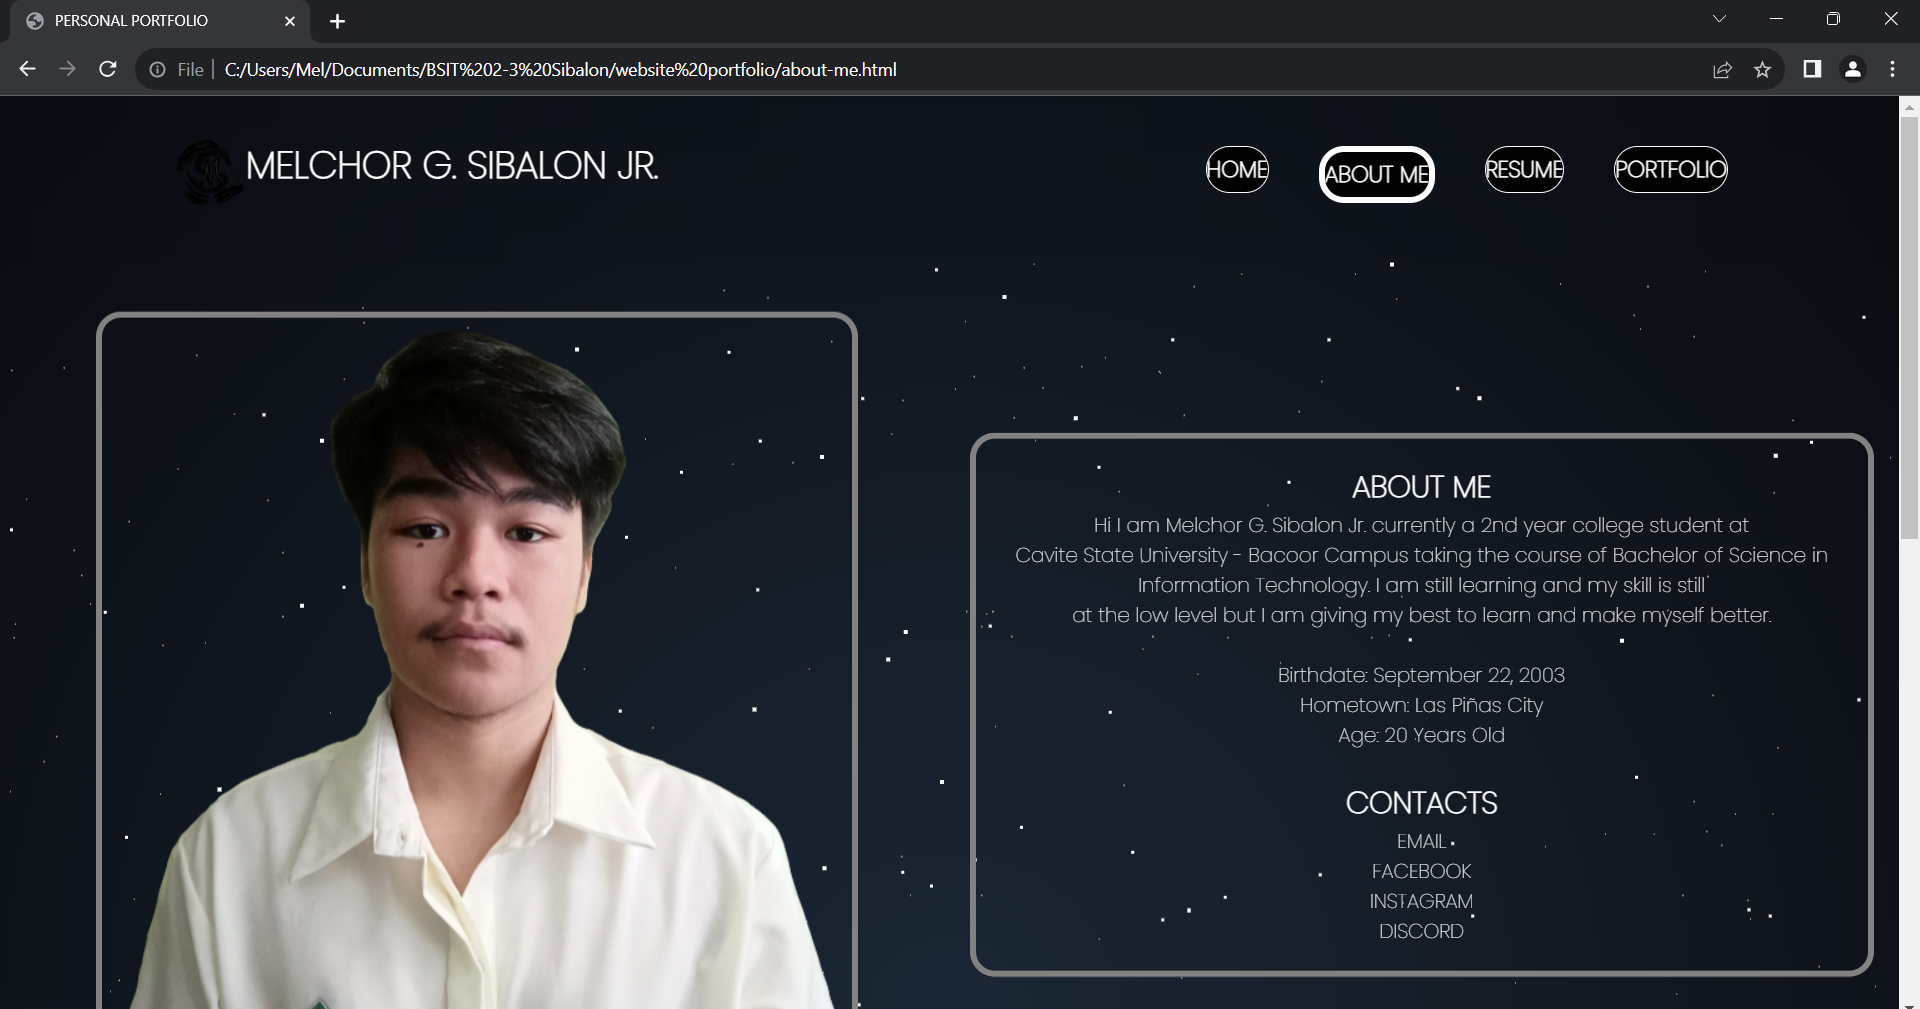 PERSONAL PORTFOLIO
File
C:/Users/Mel/Documents/BSIT%202-3%20Sibalon/website%20portfolio/about-me.html
MELCHOR G. SIBALON JR.
HOME
ABOUT ME
RESUME
PORTFOLIO
ABOUT ME
Hi I am Melchor G. Sibalon Jr. currently a 2nd year college student at
Cavite State University - Bacoor Campus taking the course of Bachelor of Science in
Information Technology. I am still learning and my skill is still
at the low level but I am giving my best to learn and make myself better.
Birthdate: September 22, 2003
Hometown: Las Piñas City
Age: 20 Years Old
CONTACTS
EMAIL
FACEBOOK
INSTAGRAM
DISCORD